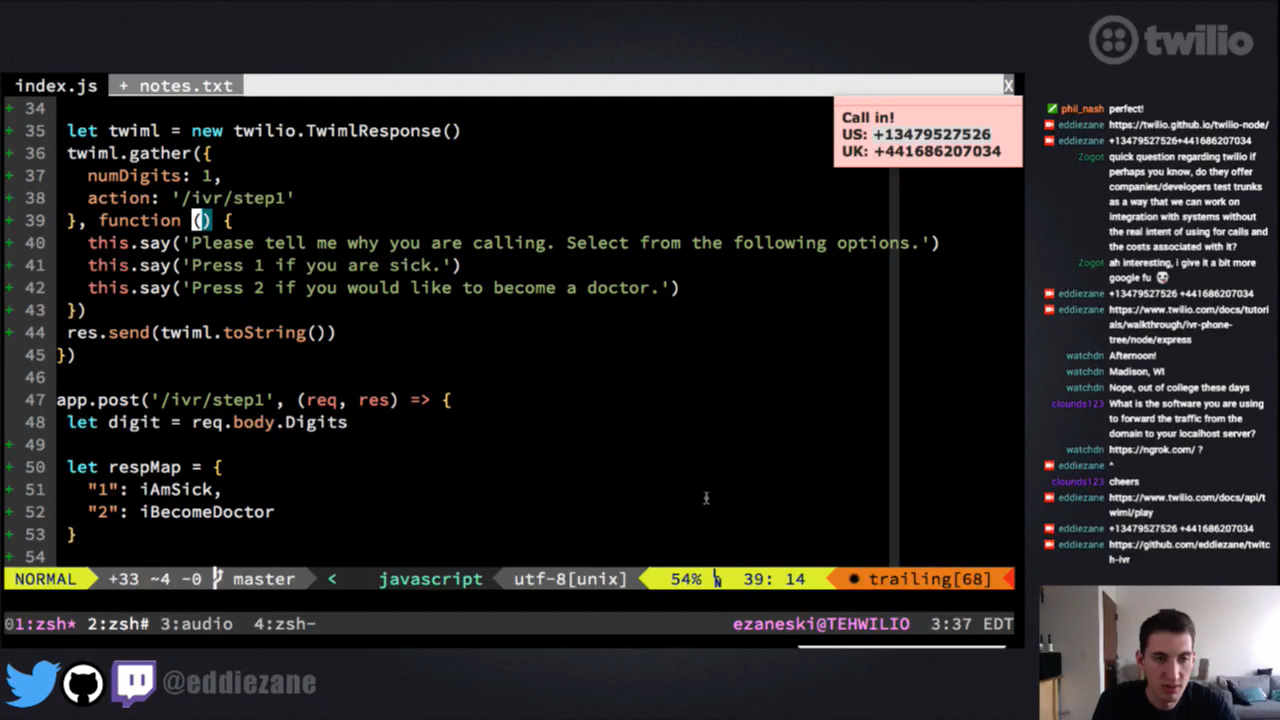 twilio
index.js + notes.txt X
+ 34
+ 35 let twiml = new twilio.TwimlResponse()
+ 36 twiml.gather({
+ 37 numDigits: 1,
+ 38 action: '/ivr/step1'
+ 39 }, function () {
+ 40 this.say('Please tell me why you are calling. Select from the following options.')
+ 41 this.say('Press 1 if you are sick.')
+ 42 this.say('Press 2 if you would like to become a doctor.')
+ 43 })
+ 44 res.send(twiml.toString())
45 })
46
47 app.post('/ivr/step1', (req, res) => {
48 let digit = req.body.Digits
+ 49
+ 50 let respMap = {
+ 51 "1": iAmSick,
+ 52 "2": iBecomeDoctor
+ 53 }
+ 54
NORMAL +33 ~4 -0 master < javascript utf-8[unix] 54% LN 39: 14 trailing[68]
01:zsh* 2:zsh# 3:audio 4:zsh- ezaneski@TEHWILIO 3:37 EDT
@eddiezane
Call in!
US: +13479527526
UK: +441686207034
phil_nash perfect!
eddiezane https://twilio.github.io/twilio-node/
eddiezane +13479527526+441686207034
Zogot quick question regarding twilio if
perhaps you know, do they offer
companies/developers test trunks
as a way that we can work on
integration with systems without
the real intent of using for calls and
the costs associated with it?
Zogot ah interesting, i give it a bit more
google fu
eddiezane +13479527526 +441686207034
eddiezane https://www.twilio.com/docs/tutori
als/walkthrough/ivr-phone-
tree/node/express
watchdn Afternoon!
watchdn Madison, WI
watchdn Nope, out of college these days
clounds123 What is the software you are using
to forward the traffic from the
domain to your localhost server?
watchdn https://ngrok.com/ ?
eddiezane ^
clounds123 cheers
eddiezane https://www.twilio.com/docs/api/t
wiml/play
eddiezane +13479527526 +441686207034
eddiezane https://github.com/eddiezane/twitc
h-ivr